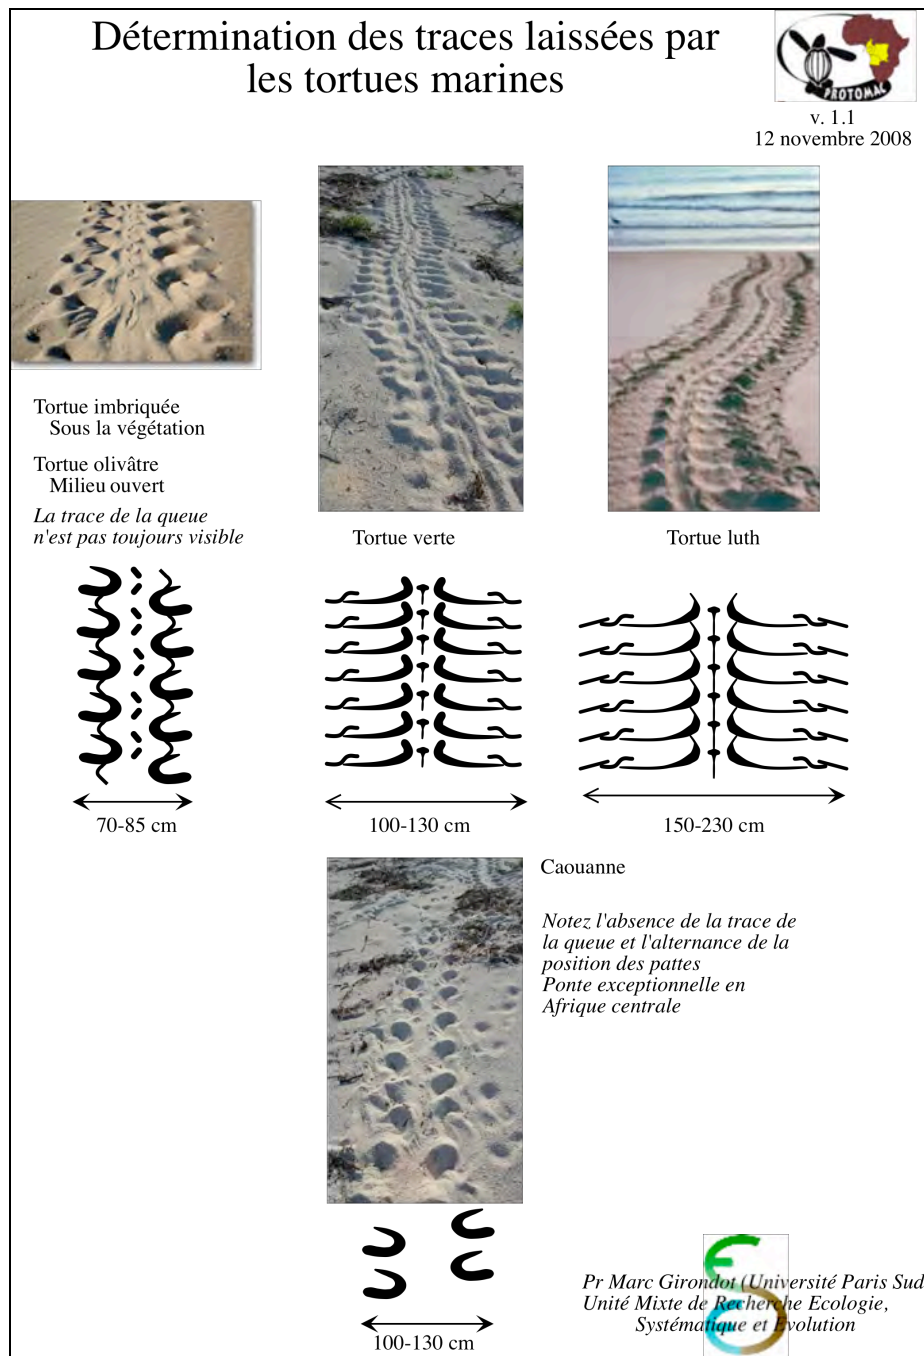 Détermination des traces laissées par
les tortues marines
PROTOMAC
v. 1.1
12 novembre 2008
Tortue imbriquée
Sous la végétation
Tortue olivâtre
Milieu ouvert
La trace de la queue
n'est pas toujours visible
Tortue verte
Tortue luth
70-85 cm
100-130 cm
150-230 cm
Caouanne
Notez l'absence de la trace de
la queue et l'alternance de la
position des pattes
Ponte exceptionnelle en
Afrique centrale
100-130 cm
Pr Marc Girondot (Université Paris Sud
Unité Mixte de Recherche Ecologie,
Systématique et Evolution